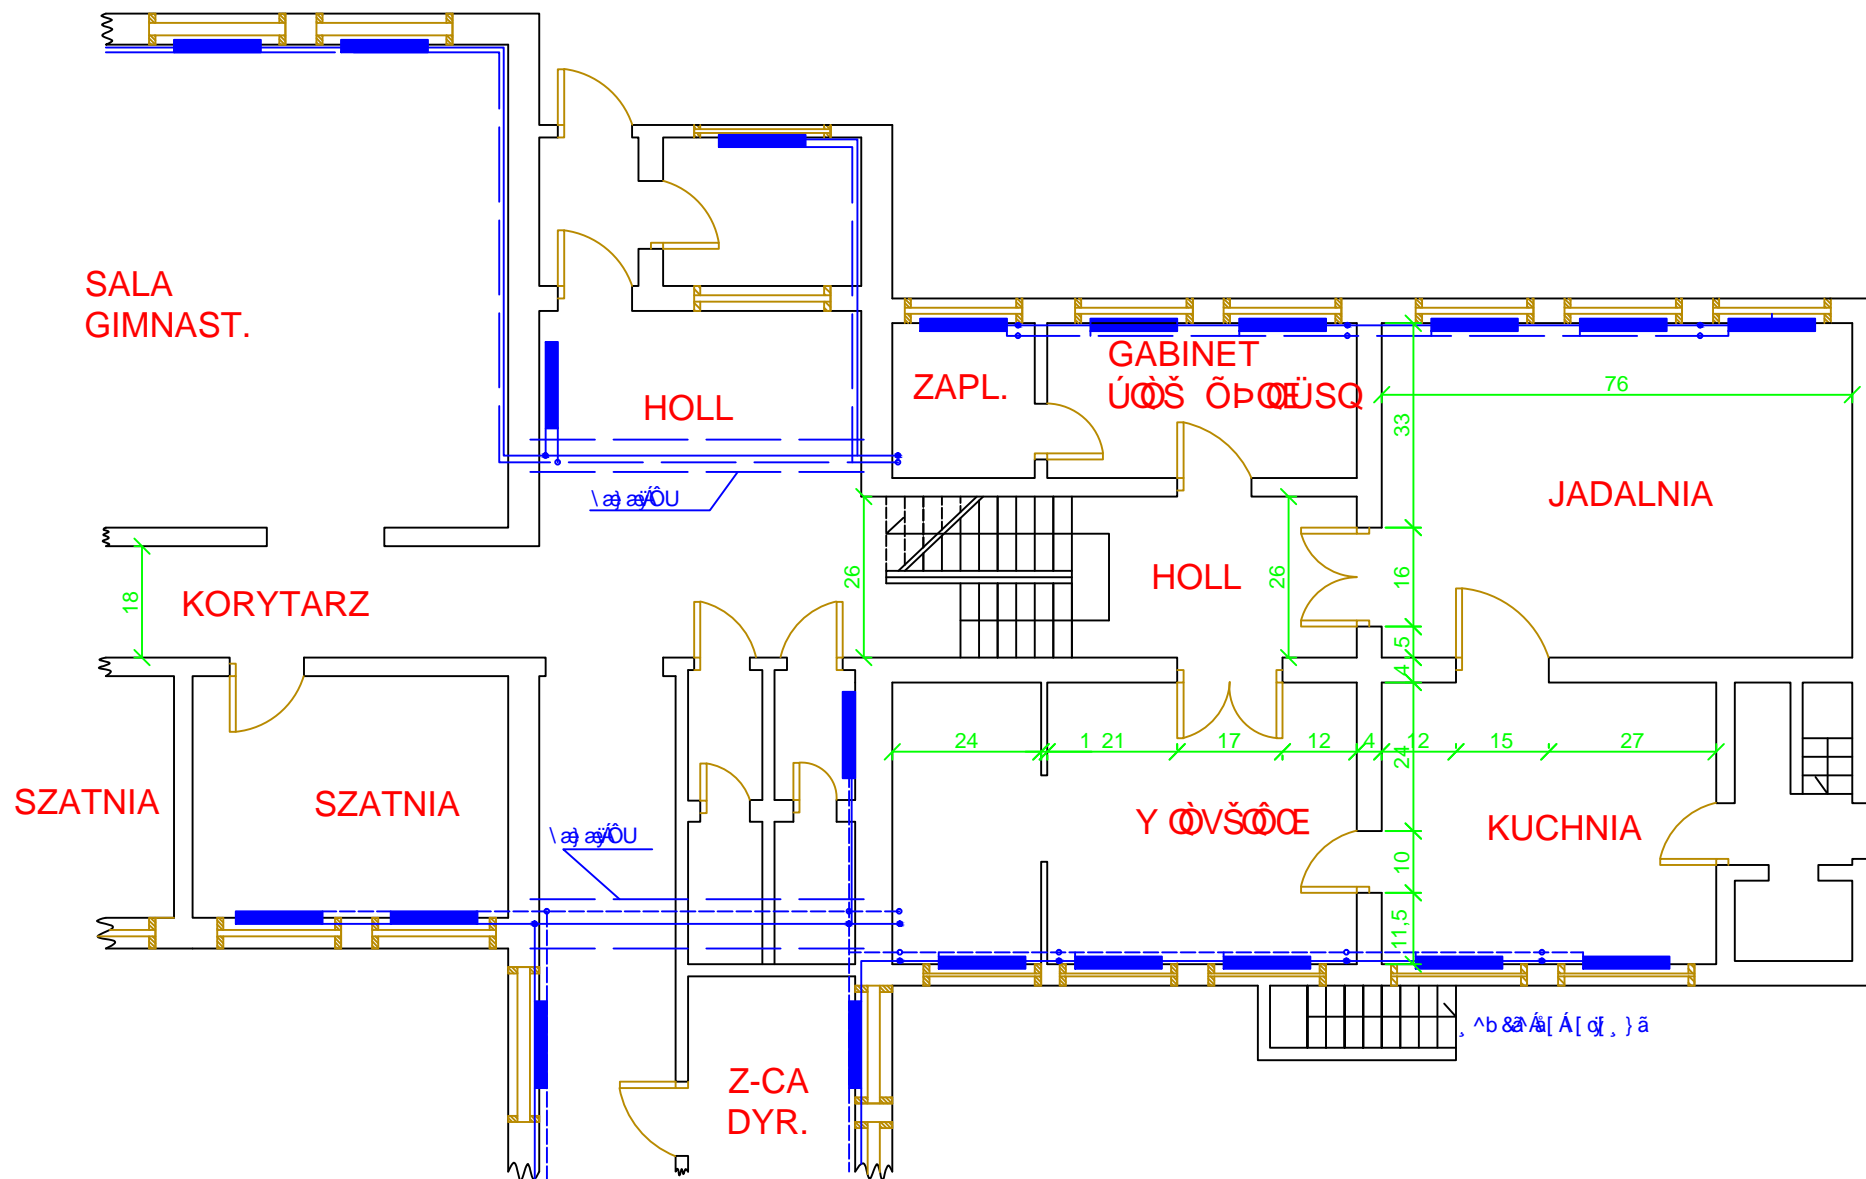 SALA
GIMNAST.
HOLL
ZAPL.
GABINET
76
33
JADALNIA
26
HOLL
26
16
18
KORYTARZ
5
4
24
1 21
17
12
4
12
15
27
24
SZATNIA
SZATNIA
KUCHNIA
10
11,5
Z-CA
DYR.